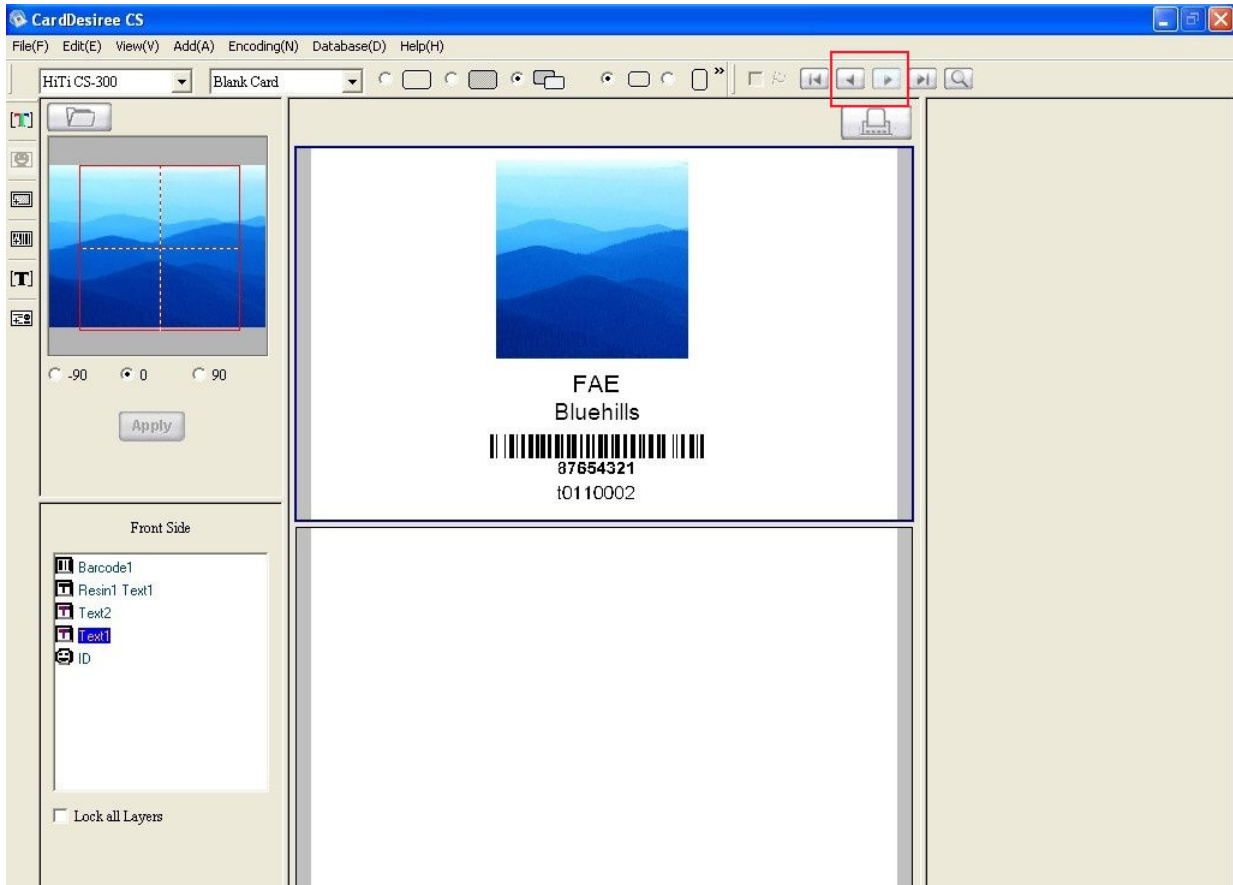 CardDesiree CS
File(F) Edit(E) View(V) Add(A) Encoding(N) Database(D) Help(H)
HiTi CS-300 Blank Card
-90 0 90
Apply
FAE
Bluehills
87654321
t0110002
Front Side
Barcode1
Resin1 Text1
Text2
Text1
ID
Lock all Layers